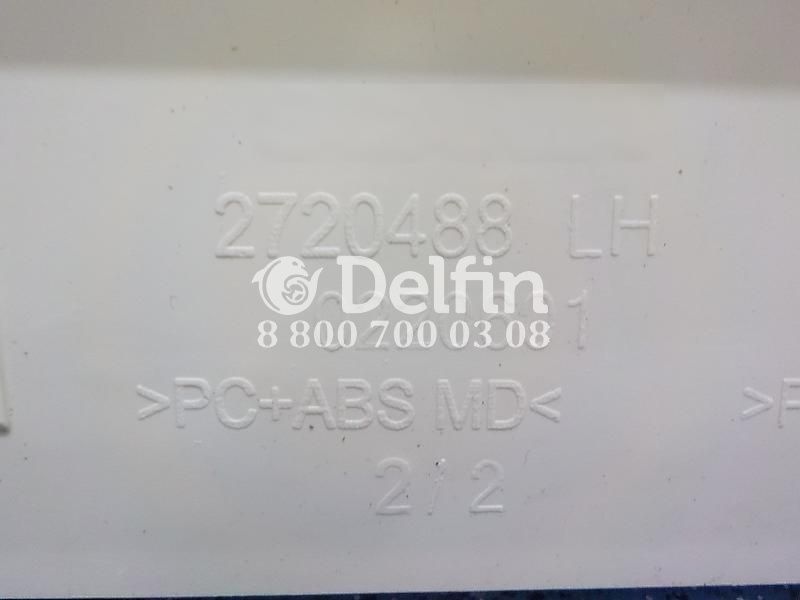 2720488 LH
Delfin
8 800 700 03 08
>PC+ABS MD<
2/2